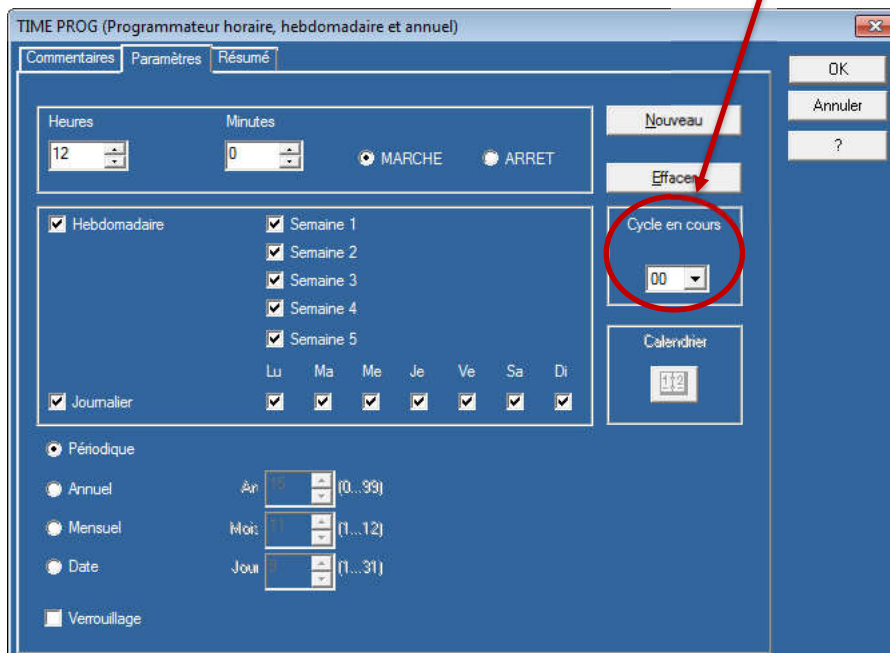 TIME PROG (Programmateur horaire, hebdomadaire et annuel)
Commentaires Paramètres Résumé
OK
Annuler
?
Heures Minutes
12 0 MARCHE ARRET
Nouveau
Effacer
Hebdomadaire Semaine 1
Semaine 2
Semaine 3
Semaine 4
Semaine 5
Cycle en cours
00
Lu Ma Me Je Ve Sa Di
Journalier
Calendrier
Périodique
Annuel An 15 (0...99)
Mensuel Mois 11 (1...12)
Date Jour (1...31)
Verrouillage